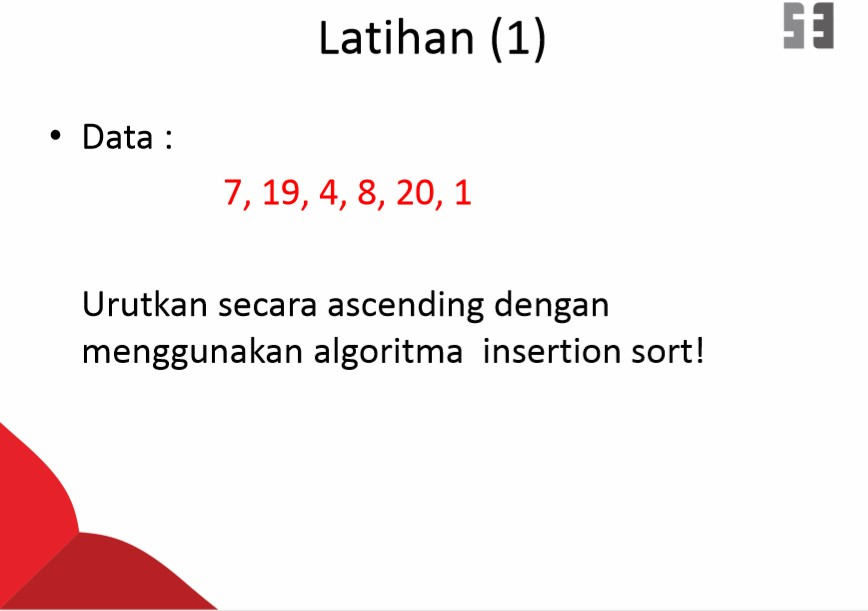 Latihan (1)
• Data :
7, 19, 4, 8, 20, 1
Urutkan secara ascending dengan
menggunakan algoritma  insertion sort!